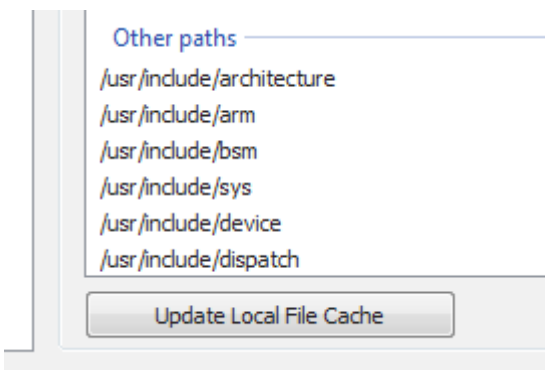 Other paths
/usr/include/architecture
/usr/include/arm
/usr/include/bsm
/usr/include/sys
/usr/include/device
/usr/include/dispatch
Update Local File Cache